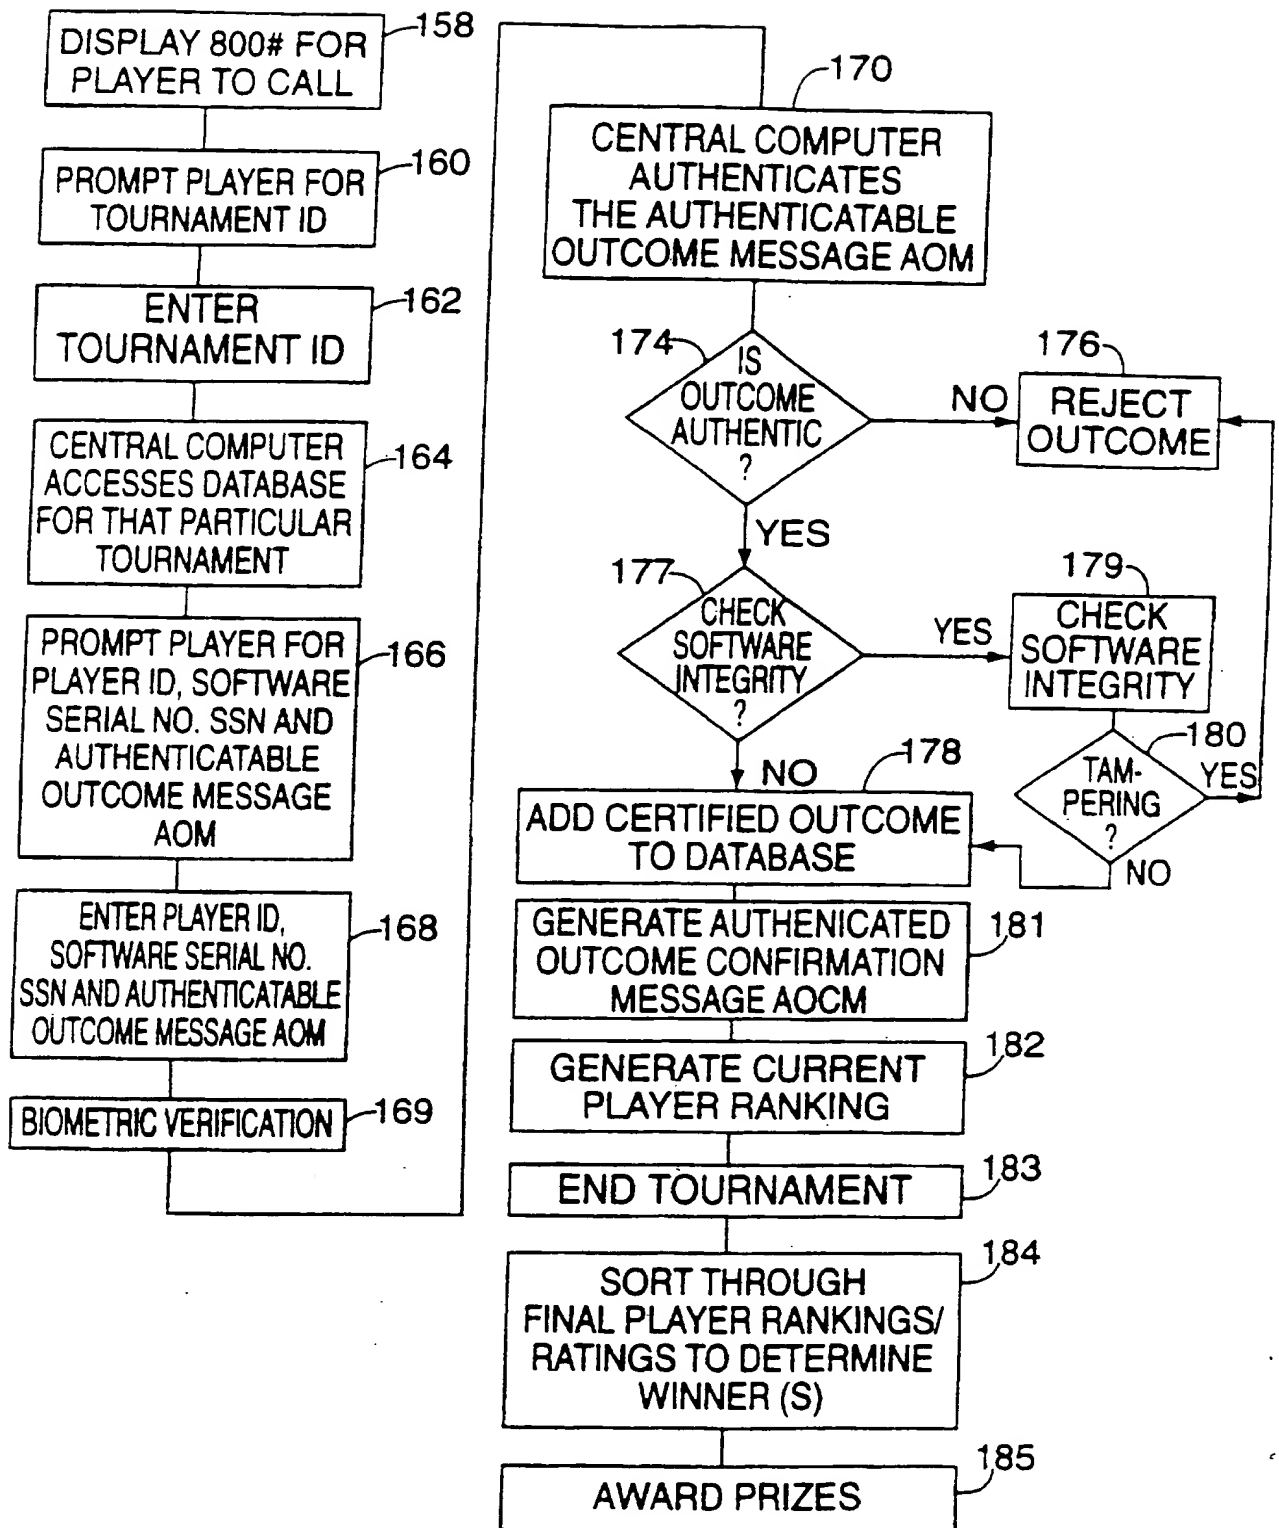 DISPLAY 800# FOR
PLAYER TO CALL
158
PROMPT PLAYER FOR
TOURNAMENT ID
160
ENTER
TOURNAMENT ID
162
CENTRAL COMPUTER
ACCESSES DATABASE
FOR THAT PARTICULAR
TOURNAMENT
164
PROMPT PLAYER FOR
PLAYER ID, SOFTWARE
SERIAL NO. SSN AND
AUTHENTICATABLE
OUTCOME MESSAGE
AOM
166
ENTER PLAYER ID,
SOFTWARE SERIAL NO.
SSN AND AUTHENTICATABLE
OUTCOME MESSAGE AOM
168
BIOMETRIC VERIFICATION
169
170
CENTRAL COMPUTER
AUTHENTICATES
THE AUTHENTICATABLE
OUTCOME MESSAGE AOM
174
IS
OUTCOME
AUTHENTIC
?
NO
176
REJECT
OUTCOME
YES
177
CHECK
SOFTWARE
INTEGRITY
?
YES
179
CHECK
SOFTWARE
INTEGRITY
180
TAM-
PERING
?
YES
NO
NO
178
ADD CERTIFIED OUTCOME
TO DATABASE
GENERATE AUTHENICATED
OUTCOME CONFIRMATION
MESSAGE AOCM
181
GENERATE CURRENT
PLAYER RANKING
182
END TOURNAMENT
183
SORT THROUGH
FINAL PLAYER RANKINGS/
RATINGS TO DETERMINE
WINNER (S)
184
AWARD PRIZES
185